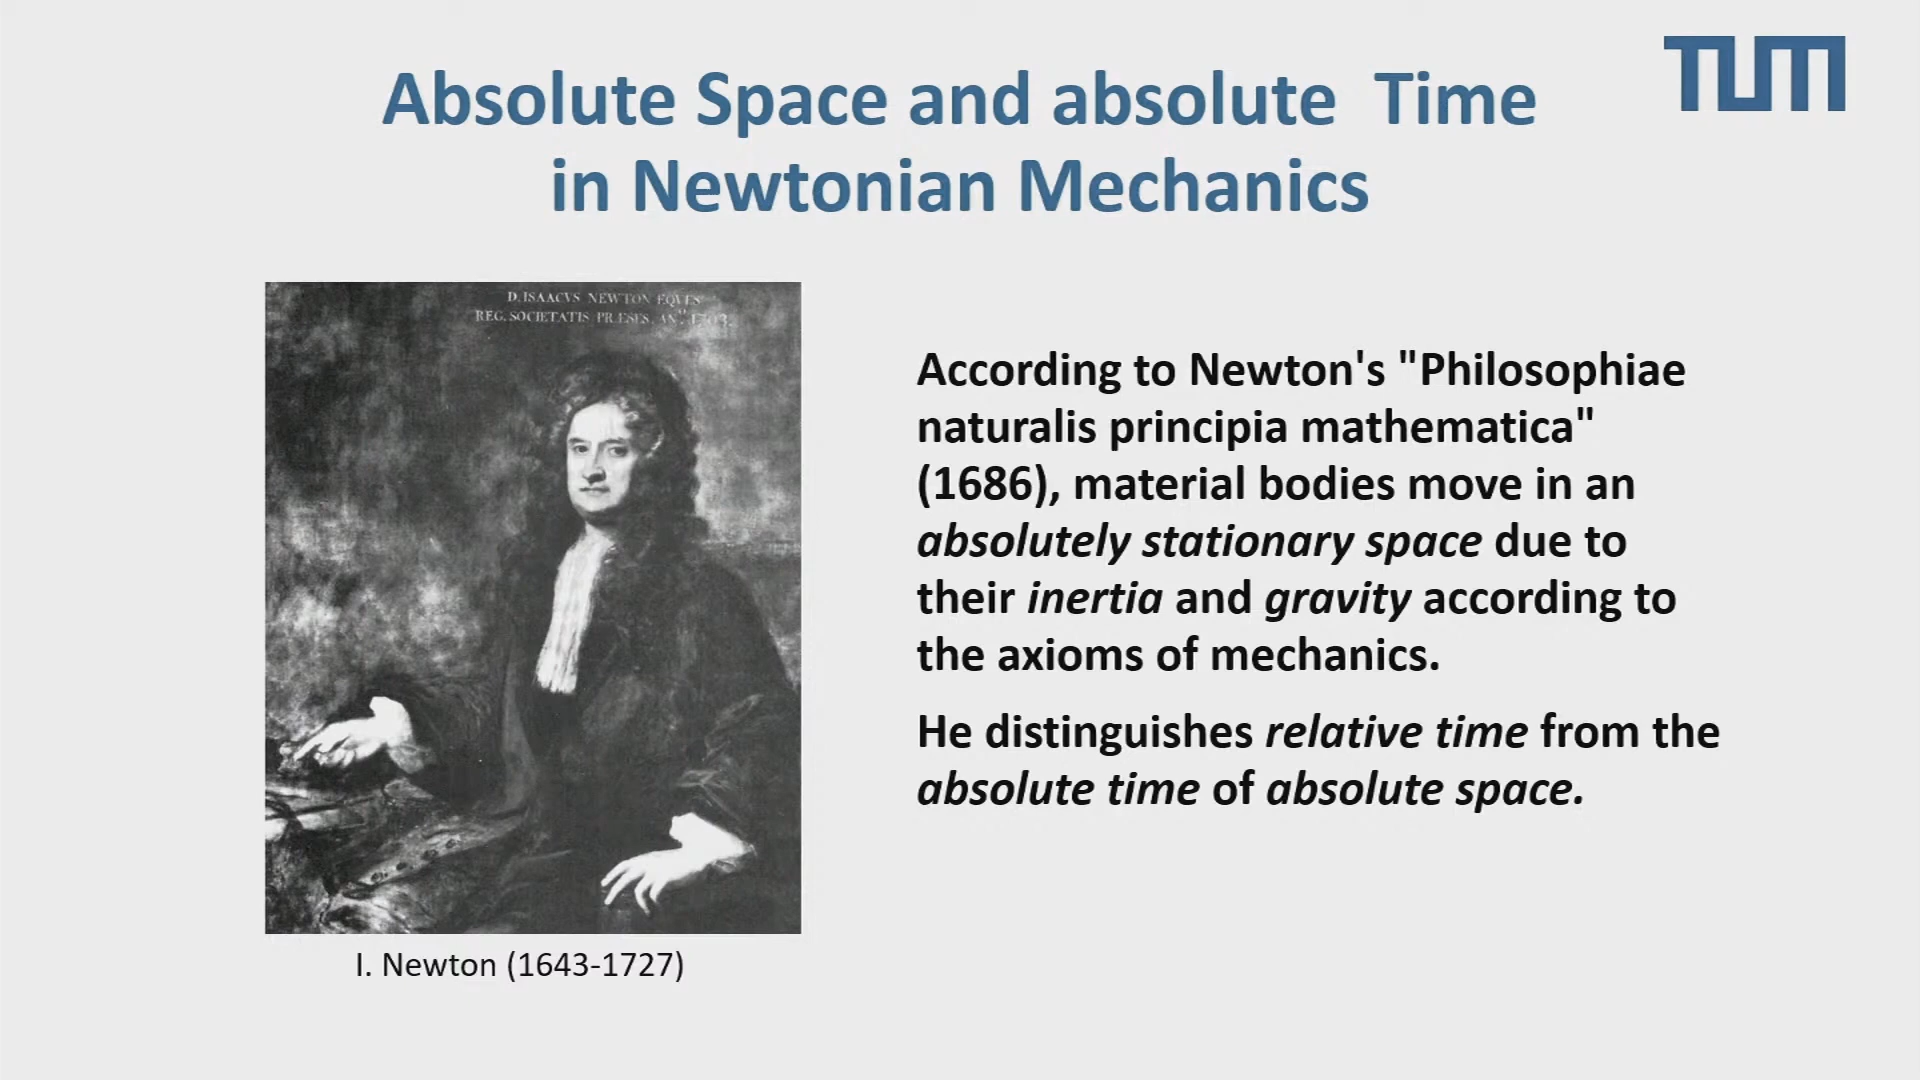 TUM
Absolute Space and absolute Time
in Newtonian Mechanics
D. ISAACVS NEWTON EQVES
REG. SOCIETATIS PRÆSES. ANº. 1703.
According to Newton's "Philosophiae
naturalis principia mathematica"
(1686), material bodies move in an
absolutely stationary space due to
their inertia and gravity according to
the axioms of mechanics.
He distinguishes relative time from the
absolute time of absolute space.
I. Newton (1643-1727)